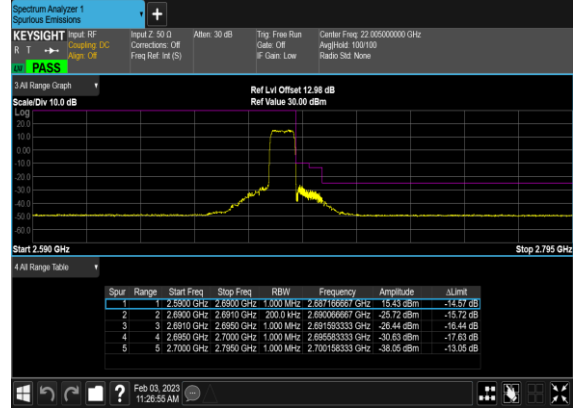 Spectrum Analyzer 1
Spurious Emissions
KEYSIGHT Input: RF Input Z: 50 Ω Atten: 30 dB Trig: Free Run Center Freq: 22.005000000 GHz
R T Coupling: DC Corrections: Off Gate: Off Avg|Hold: 100/100
Align: Off Freq Ref: Int (S) IF Gain: Low Radio Std: None
PASS
3 All Range Graph
Ref Lvl Offset 12.98 dB
Scale/Div 10.0 dB Ref Value 30.00 dBm
Log
20.0
10.0
0.00
-10.0
-20.0
-30.0
-40.0
-50.0
-60.0
Start 2.590 GHz Stop 2.795 GHz
4 All Range Table
Spur Range Start Freq Stop Freq RBW Frequency Amplitude ΔLimit
1 1 2.5900 GHz 2.6900 GHz 1.000 MHz 2.687166667 GHz 15.43 dBm -14.57 dB
2 2 2.6900 GHz 2.6910 GHz 200.0 kHz 2.690066667 GHz -25.72 dBm -15.72 dB
3 3 2.6910 GHz 2.6950 GHz 1.000 MHz 2.691593333 GHz -26.44 dBm -16.44 dB
4 4 2.6950 GHz 2.7000 GHz 1.000 MHz 2.695583333 GHz -30.63 dBm -17.63 dB
5 5 2.7000 GHz 2.7950 GHz 1.000 MHz 2.700158333 GHz -38.05 dBm -13.05 dB
Feb 03, 2023
11:26:55 AM